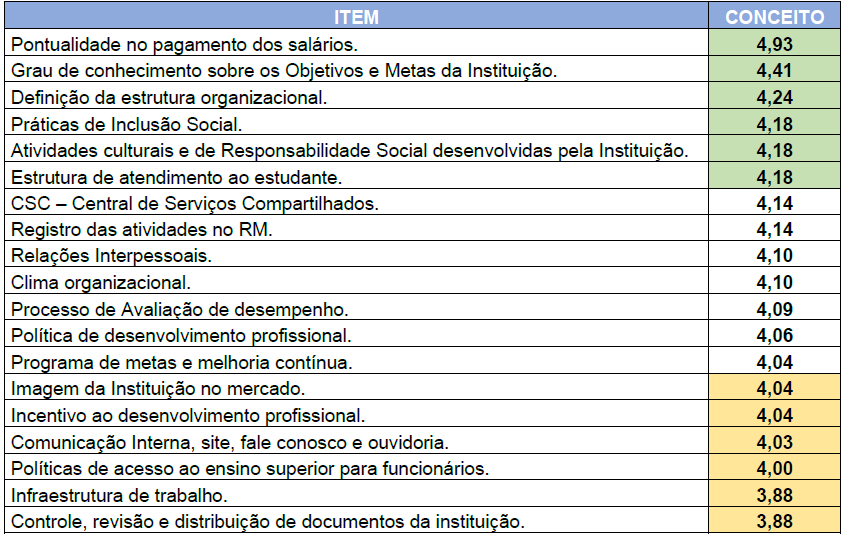 ITEM CONCEITO
Pontualidade no pagamento dos salários. 4,93
Grau de conhecimento sobre os Objetivos e Metas da Instituição. 4,41
Definição da estrutura organizacional. 4,24
Práticas de Inclusão Social. 4,18
Atividades culturais e de Responsabilidade Social desenvolvidas pela Instituição. 4,18
Estrutura de atendimento ao estudante. 4,18
CSC – Central de Serviços Compartilhados. 4,14
Registro das atividades no RM. 4,14
Relações Interpessoais. 4,10
Clima organizacional. 4,10
Processo de Avaliação de desempenho. 4,09
Política de desenvolvimento profissional. 4,06
Programa de metas e melhoria contínua. 4,04
Imagem da Instituição no mercado. 4,04
Incentivo ao desenvolvimento profissional. 4,04
Comunicação Interna, site, fale conosco e ouvidoria. 4,03
Políticas de acesso ao ensino superior para funcionários. 4,00
Infraestrutura de trabalho. 3,88
Controle, revisão e distribuição de documentos da instituição. 3,88